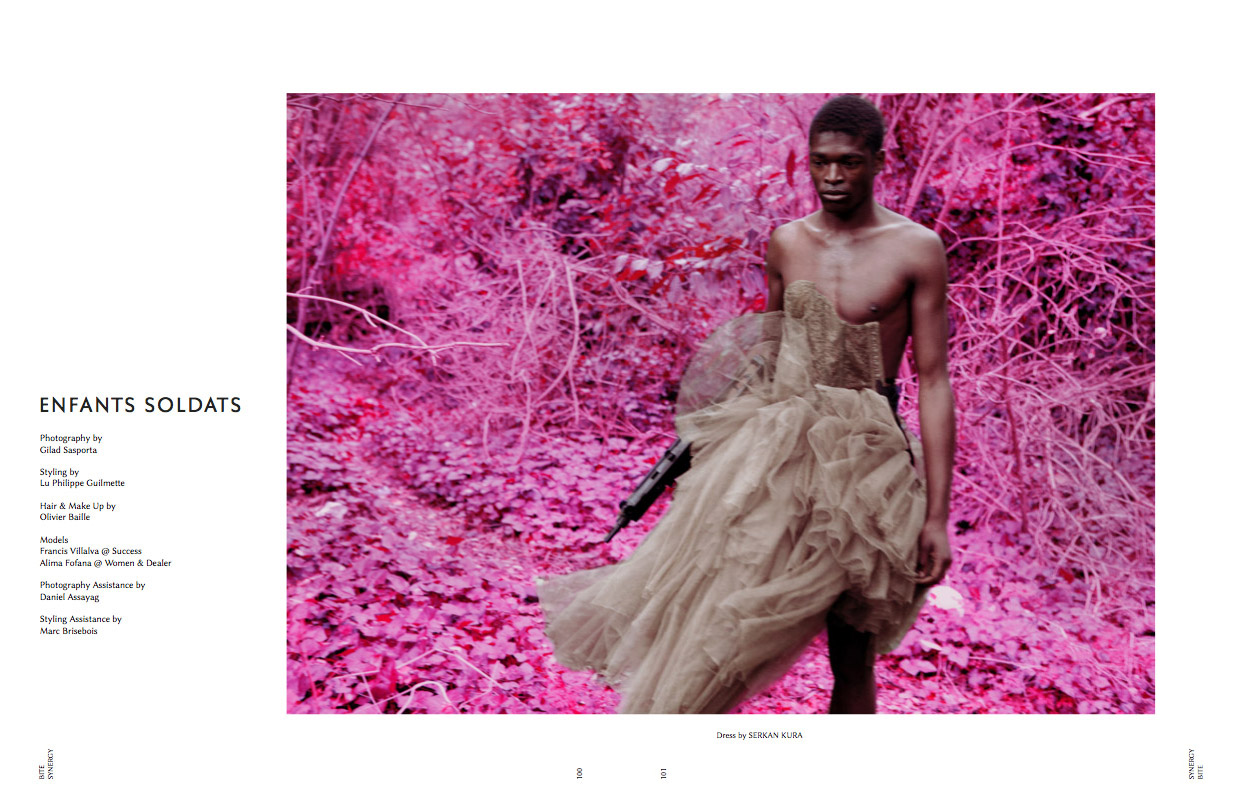 ENFANTS SOLDATS
Photography by
Gilad Sasporta
Styling by
Lu Philippe Guilmette
Hair & Make Up by
Olivier Baille
Models
Francis Villalva @ Success
Alima Fofana @ Women & Dealer
Photography Assistance by
Daniel Assayag
Styling Assistance by
Marc Brisebois
Dress by SERKAN KURA
BITE
SYNERGY
100
101
SYNERGY
BITE